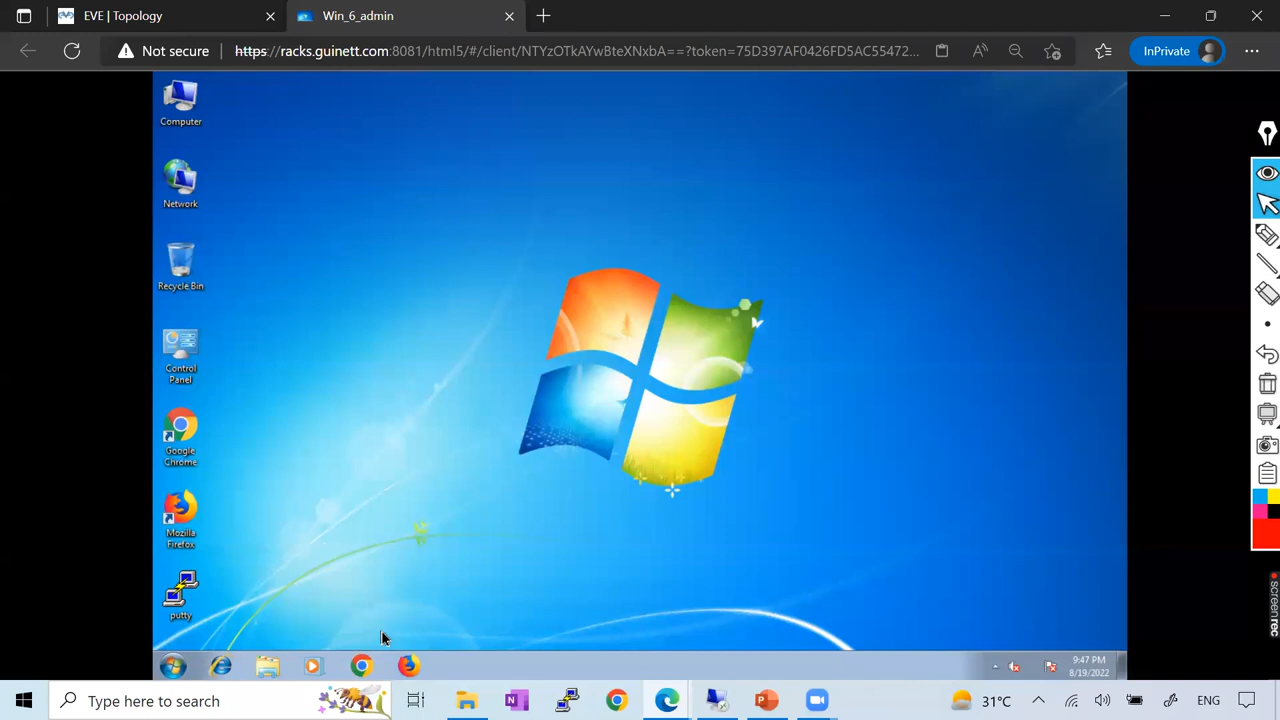 EVE | Topology
Win_6_admin
Not secure
https://racks.guinett.com:8081/html5/#/client/NTYzOTkAYwBteXNxbA==?token=75D397AF0426FD5AC55472...
InPrivate
Computer
Network
Recycle Bin
Control
Panel
Google
Chrome
Mozilla
Firefox
putty
9:47 PM
8/19/2022
screenrec
Type here to search
31°C
ENG